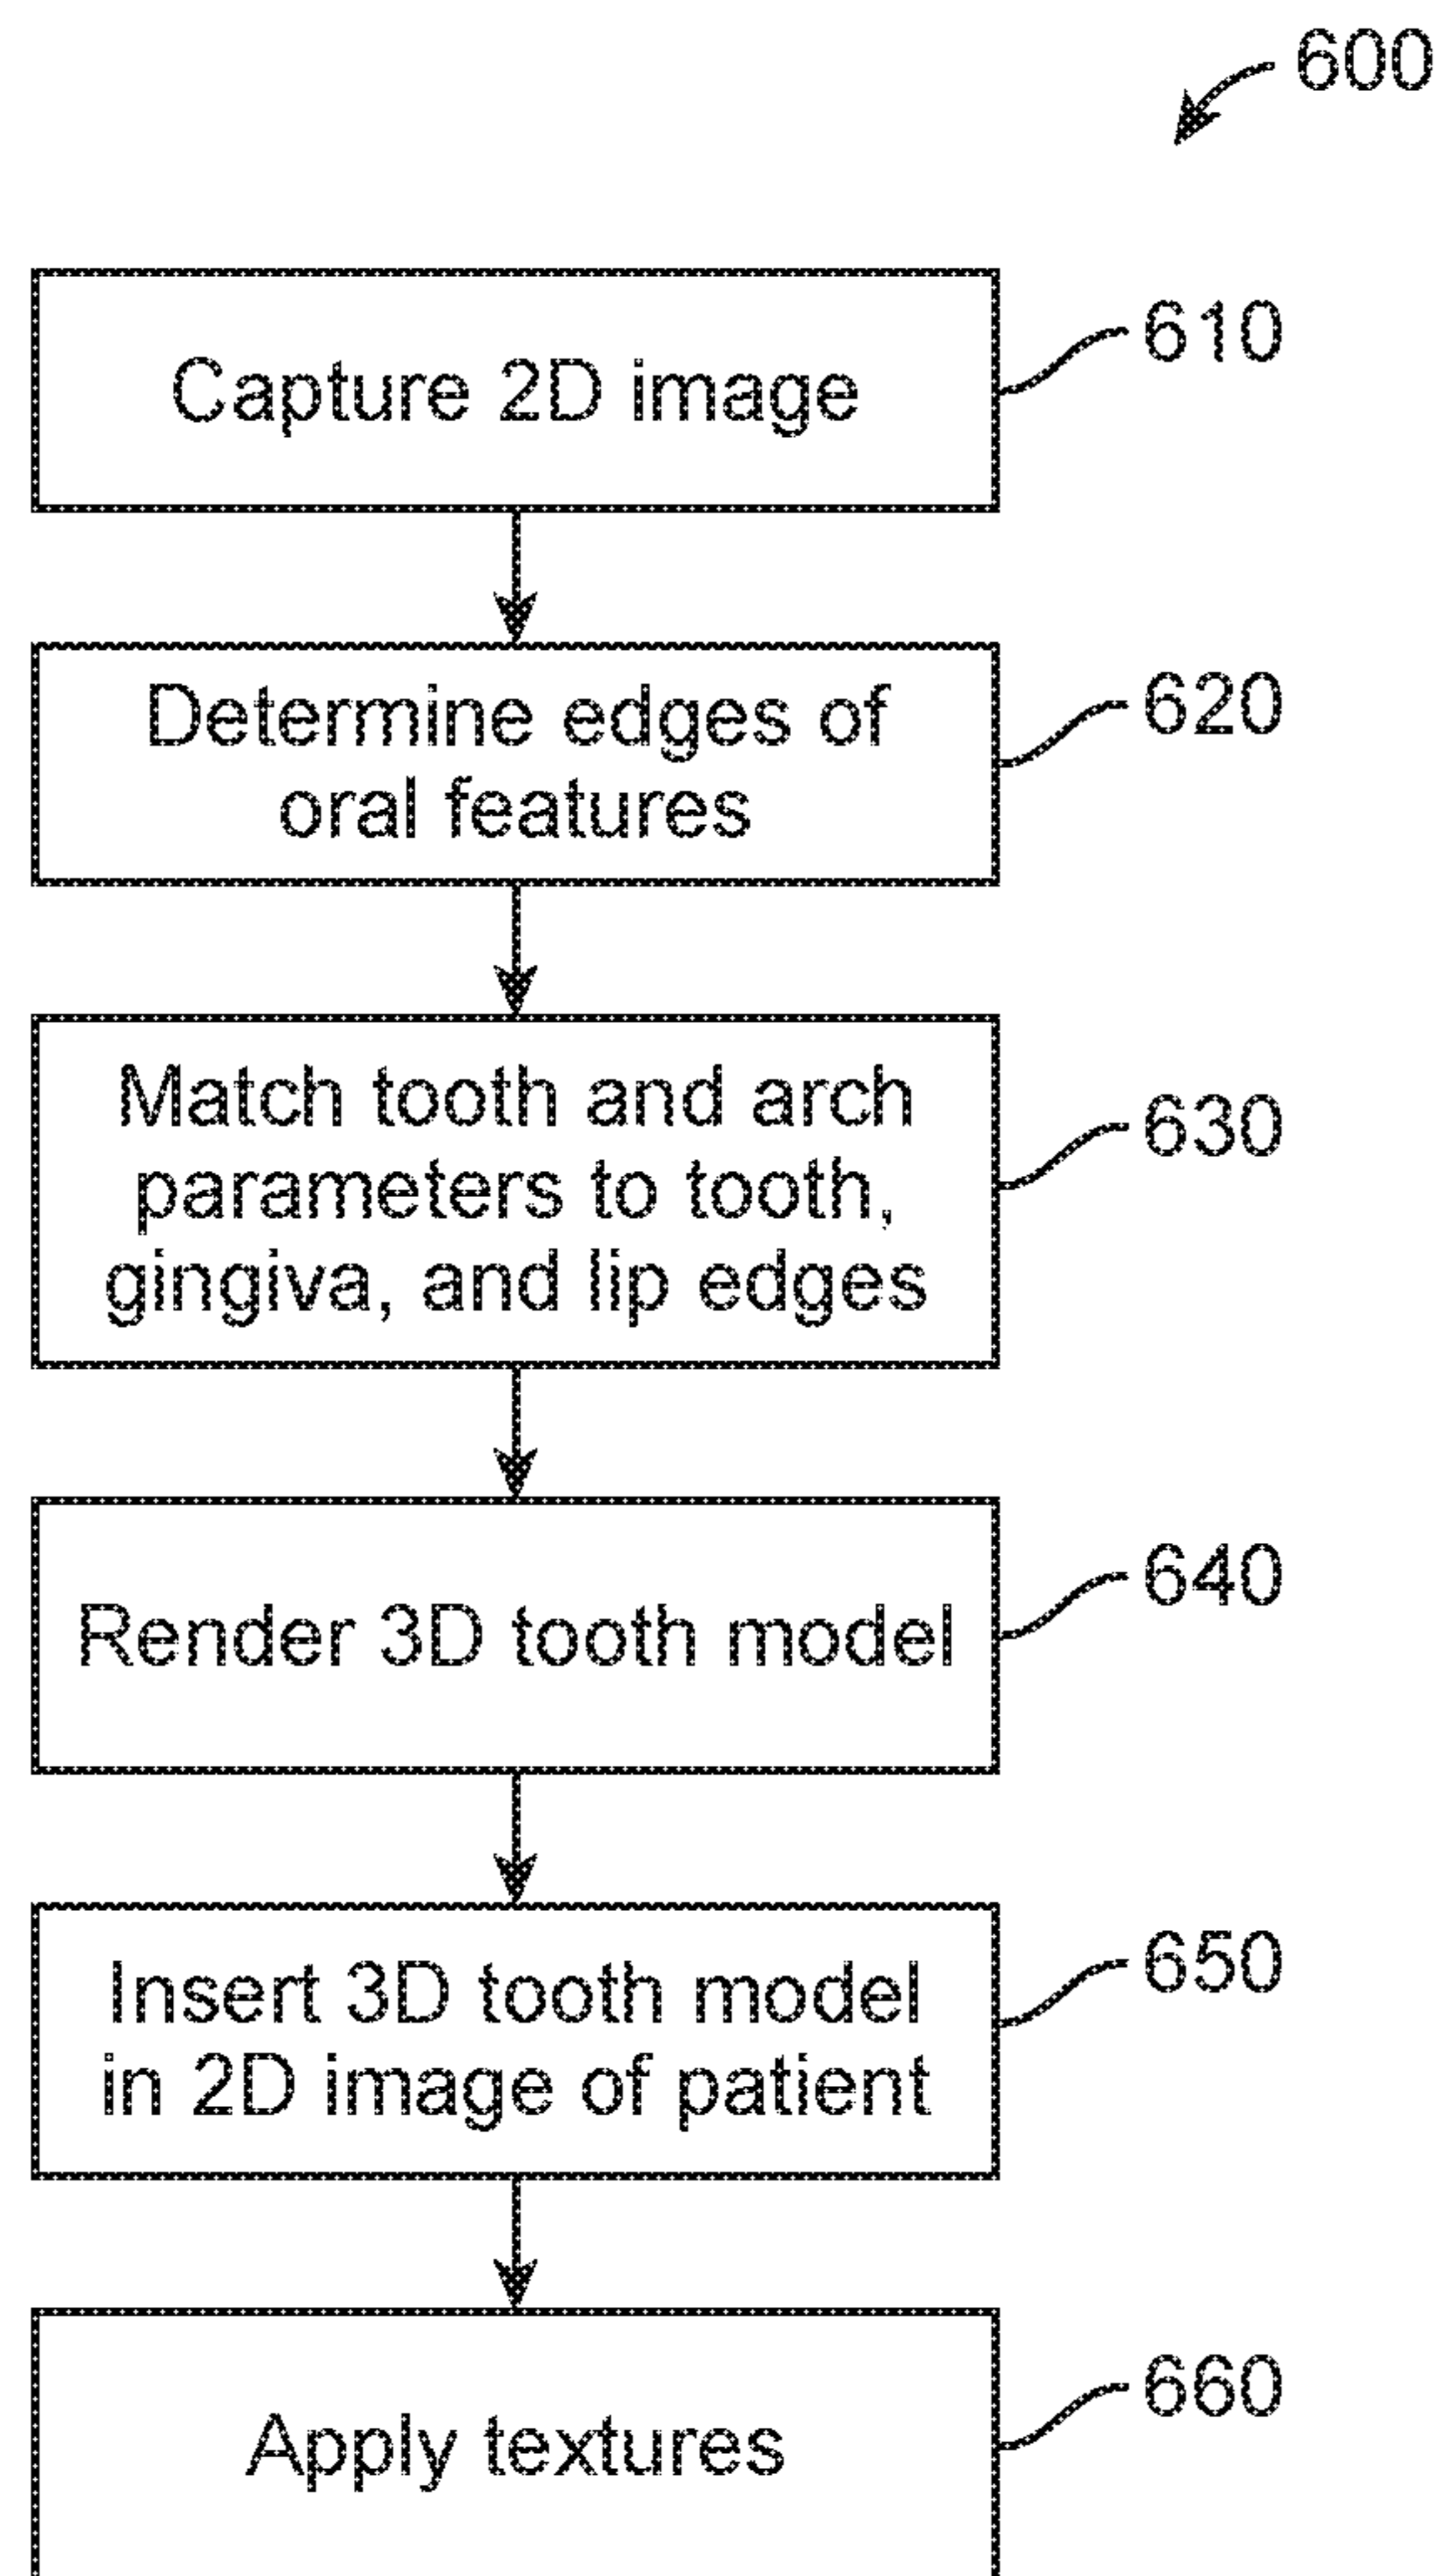 600
Capture 2D image
610
Determine edges of
oral features
620
Match tooth and arch
parameters to tooth,
gingiva, and lip edges
630
Render 3D tooth model
640
Insert 3D tooth model
in 2D image of patient
650
Apply textures
660